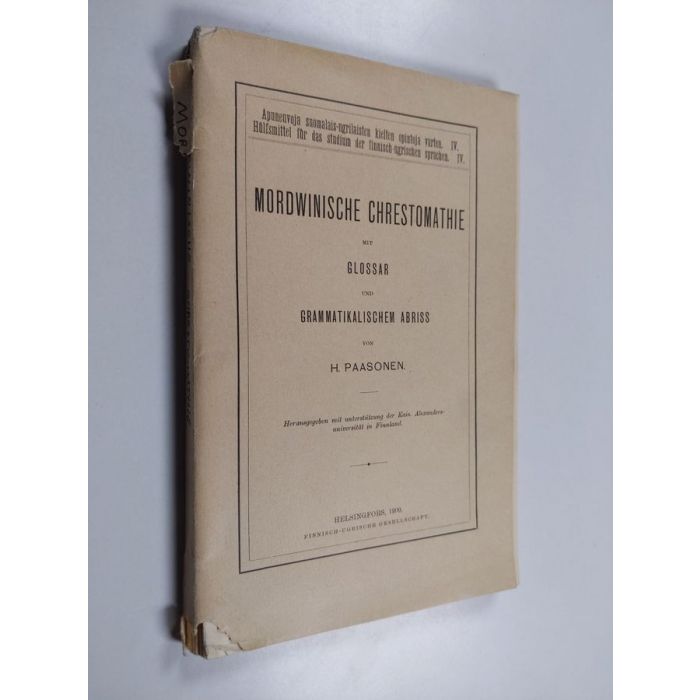 Apuneuvoja suomalais-ugrilaisten kielten opintoja varten. IV.
Hülfsmittel für das studium der finnisch-ugrischen sprachen. IV.
MORDWINISCHE CHRESTOMATHIE
MIT
GLOSSAR
UND
GRAMMATIKALISCHEM ABRISS
VON
H. PAASONEN.
Herausgegeben mit unterstützung der Kais. Alexanders-
universität in Finnland.
HELSINGFORS, 1909.
FINNISCH-UGRISCHE GESELLSCHAFT.
MOR